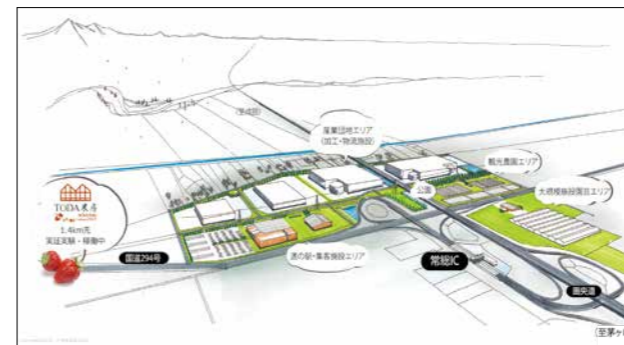 (至成田)
産業団地エリア
(加工・物流施設)
観光農園エリア
公園
大規模施設園芸エリア
TODA農房
1.4km先
実証実験・稼働中
国道294号
道の駅・集客施設エリア
常総IC
圏央道
(至茅ヶ